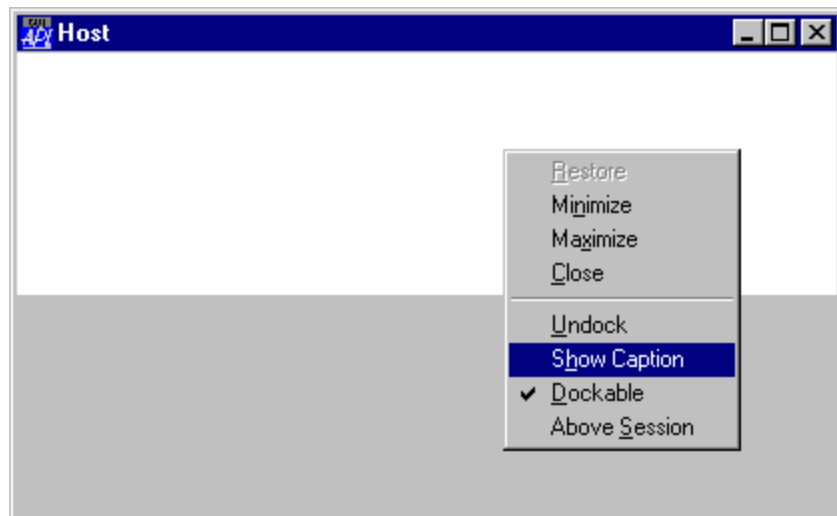 Host
Restore
Minimize
Maximize
Close
Undock
Show Caption
Dockable
Above Session